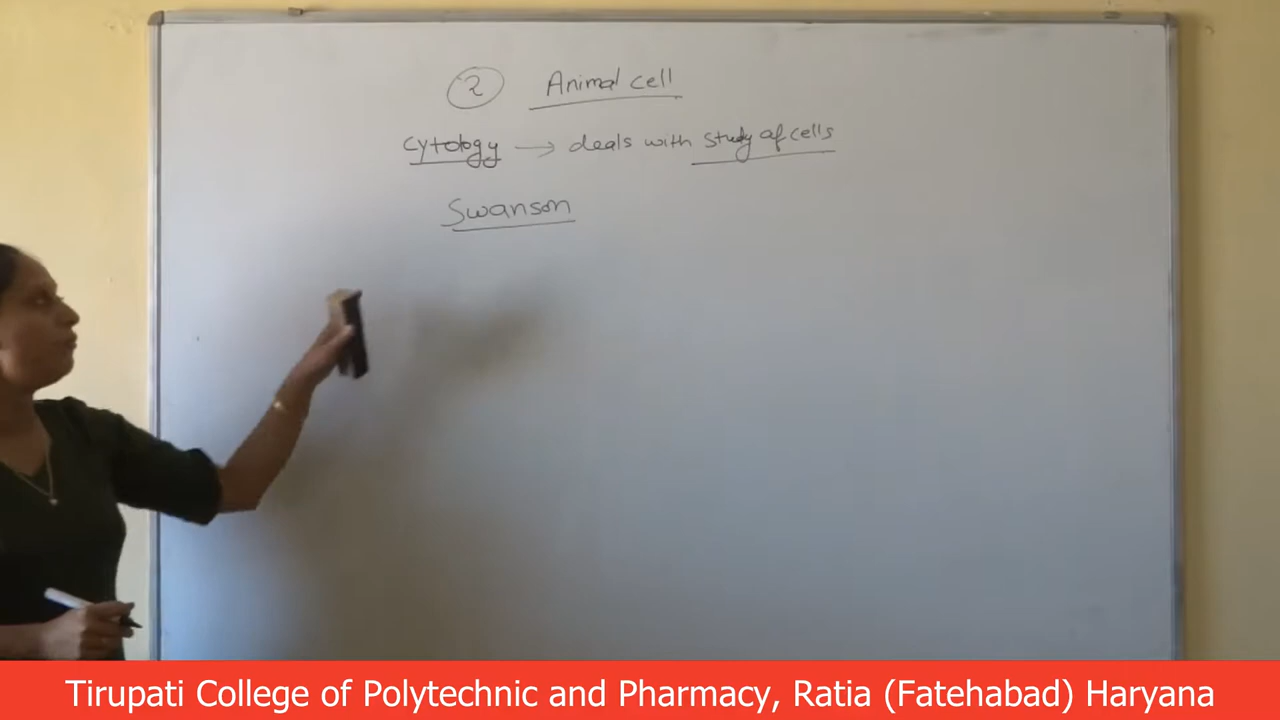 2 Animal cell
cytology → deals with study of cells
Swanson
Tirupati College of Polytechnic and Pharmacy, Ratia (Fatehabad) Haryana